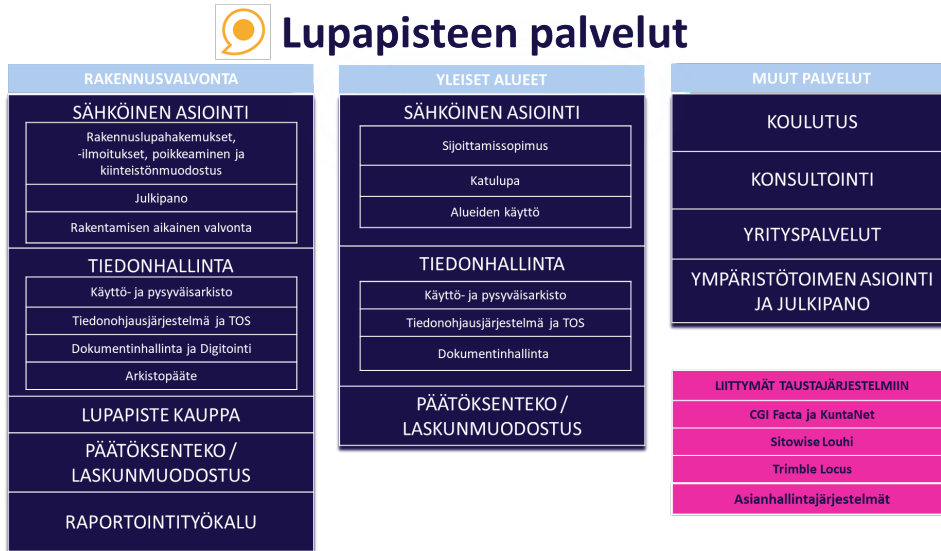 Lupapisteen palvelut
RAKENNUSVALVONTA
SÄHKÖINEN ASIOINTI
Rakennuslupahakemukset,
-ilmoitukset, poikkeaminen ja
kiinteistönmuodostus
Julkipano
Rakentamisen aikainen valvonta
TIEDONHALLINTA
Käyttö- ja pysyväisarkisto
Tiedonohjausjärjestelmä ja TOS
Dokumentinhallinta ja Digitointi
Arkistopääte
LUPAPISTE KAUPPA
PÄÄTÖKSENTEKO /
LASKUNMUODOSTUS
RAPORTOINTITYÖKALU
YLEISET ALUEET
SÄHKÖINEN ASIOINTI
Sijoittamissopimus
Katulupa
Alueiden käyttö
TIEDONHALLINTA
Käyttö- ja pysyväisarkisto
Tiedonohjausjärjestelmä ja TOS
Dokumentinhallinta
PÄÄTÖKSENTEKO /
LASKUNMUODOSTUS
MUUT PALVELUT
KOULUTUS
KONSULTOINTI
YRITYSPALVELUT
YMPÄRISTÖTOIMEN ASIOINTI
JA JULKIPANO
LIITTYMÄT TAUSTAJÄRJESTELMIIN
CGI Facta ja KuntaNet
Sitowise Louhi
Trimble Locus
Asianhallintajärjestelmät